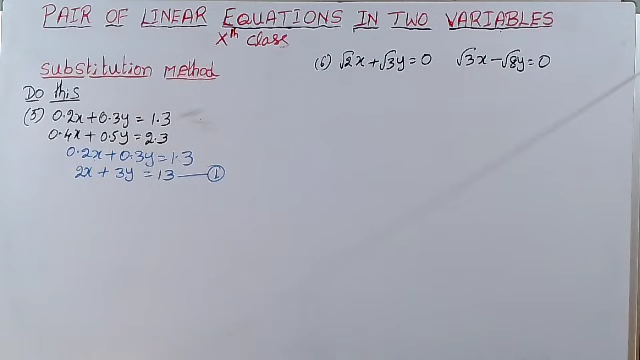 PAIR OF LINEAR EQUATIONS IN TWO VARIABLES
Xth class
Substitution Method
Do This
(5) 0.2x + 0.3y = 1.3
0.4x + 0.5y = 2.3
0.2x + 0.3y = 1.3
2x + 3y = 13 —— ①
(6) √2x + √3y = 0 √3x - √8y = 0